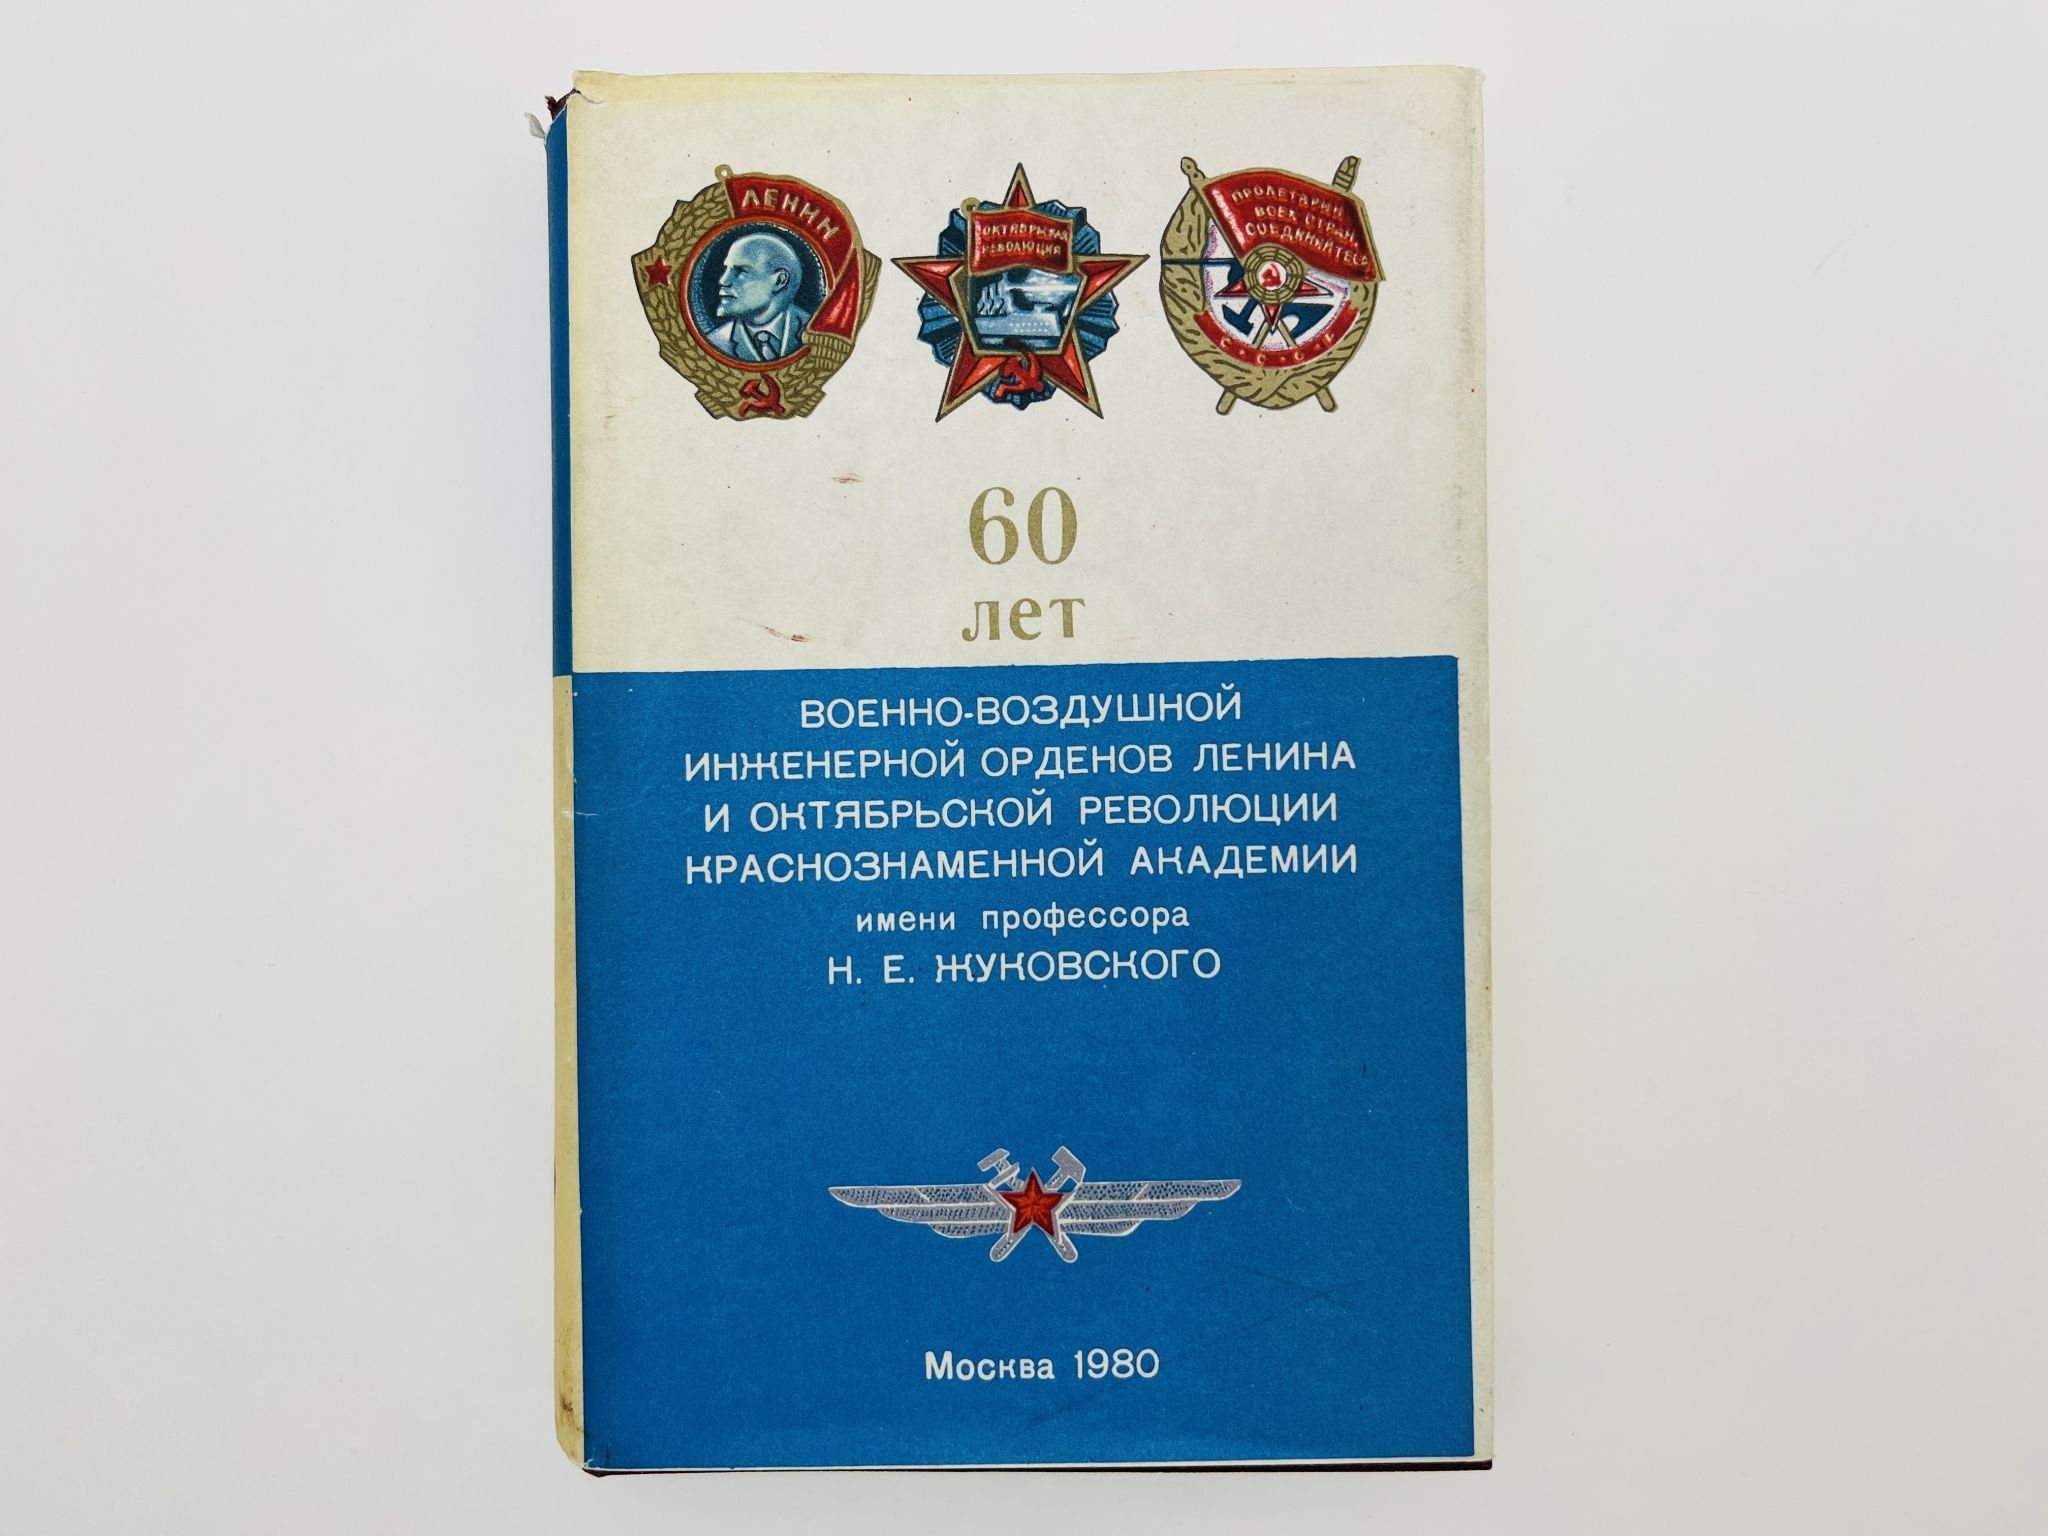 ЛЕНИН
ОКТЯБРЬСКАЯ
РЕВОЛЮЦИЯ
ПРОЛЕТАРИИ
ВСЕХ СТРАН
СОЕДИНЯЙТЕСЬ
СССР
60
лет
ВОЕННО-ВОЗДУШНОЙ
ИНЖЕНЕРНОЙ ОРДЕНОВ ЛЕНИНА
И ОКТЯБРЬСКОЙ РЕВОЛЮЦИИ
КРАСНОЗНАМЕННОЙ АКАДЕМИИ
имени профессора
Н. Е. ЖУКОВСКОГО
Москва 1980